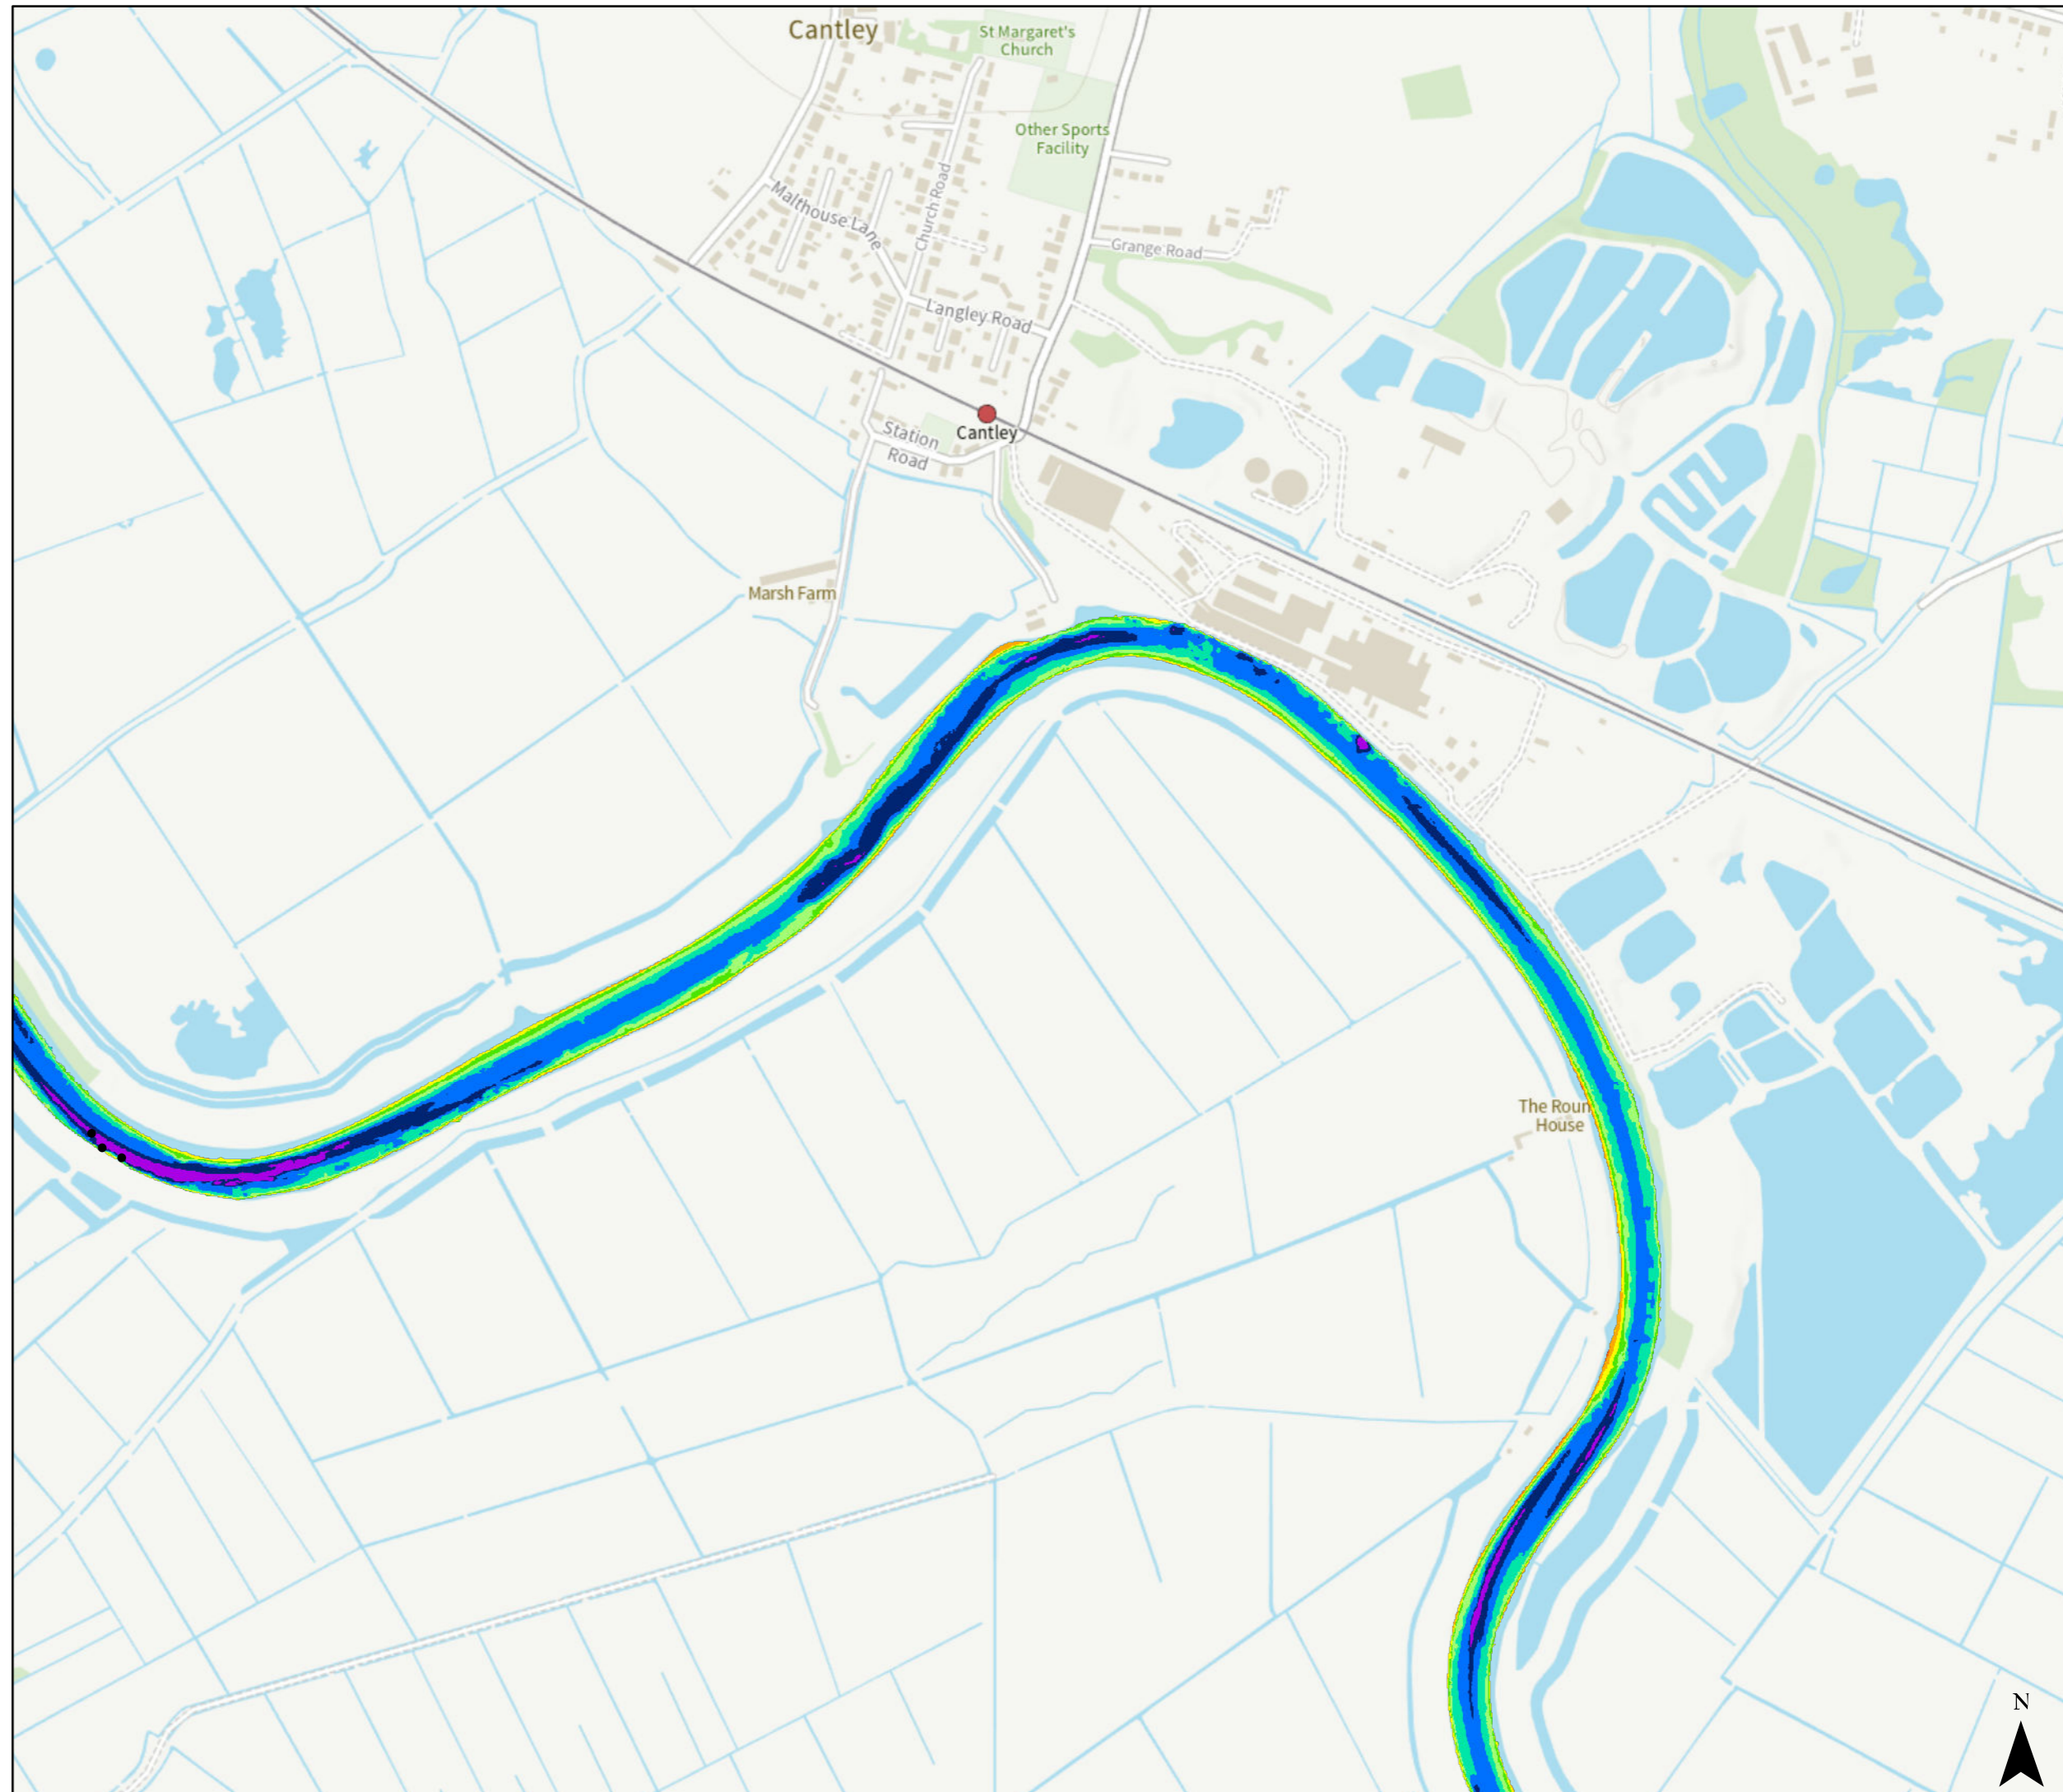 Cantley
St Margaret's
Church
Other Sports
Facility
Malthouse Lane
Church Road
Grange Road
Langley Road
Cantley
Station
Road
Marsh Farm
The Roun
House
N